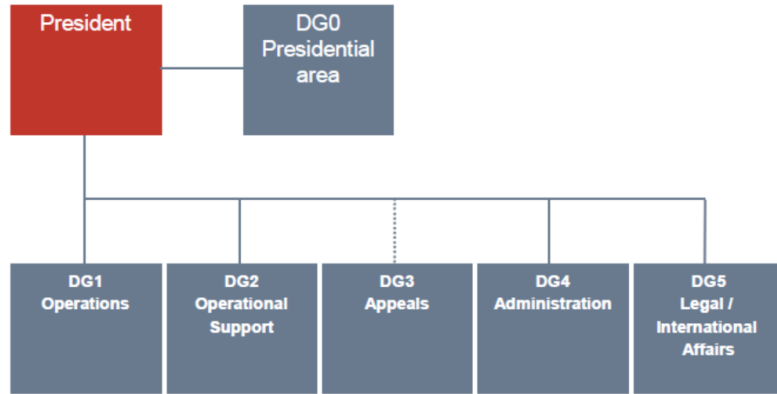 President
DG0
Presidential
area
DG1
Operations
DG2
Operational
Support
DG3
Appeals
DG4
Administration
DG5
Legal /
International
Affairs